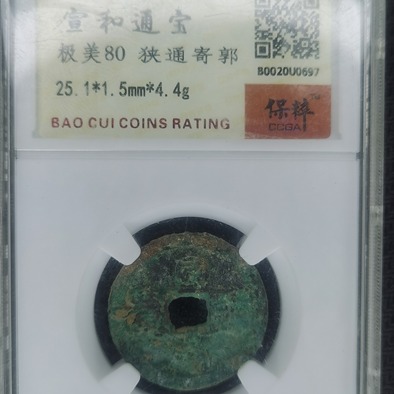 宣和通宝
极美80 狭通寄郭
25.1*1.5mm*4.4g
B0020U0697
保粹
CCGA
BAO CUI COINS RATING